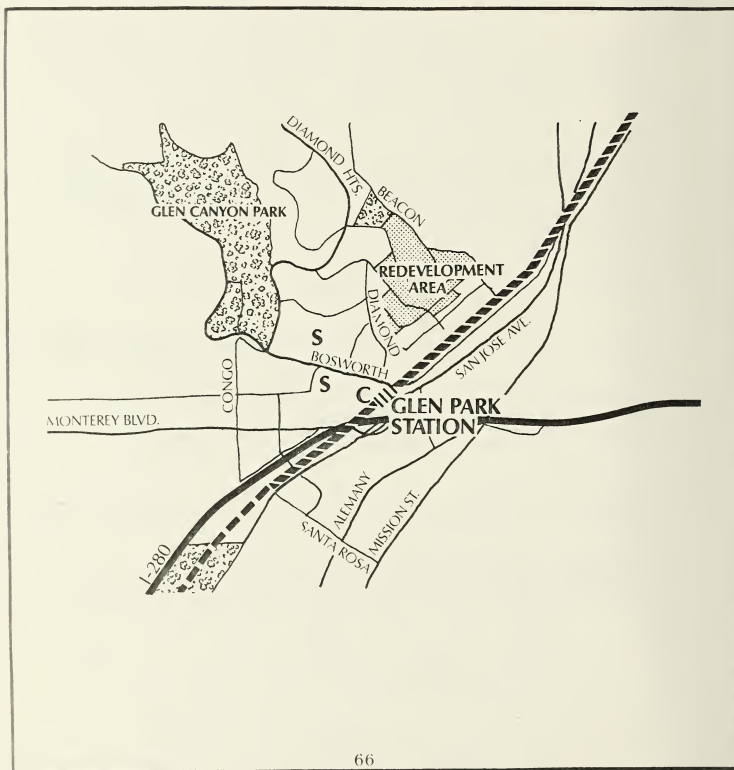 DIAMOND HTS.
BEACON
GLEN CANYON PARK
REDEVELOPMENT
AREA
DIAMOND
S
BOSWORTH
SAN JOSE AVE.
CONGO
S
C
GLEN PARK
STATION
MONTEREY BLVD.
ALEMANY
MISSION ST.
SANTA ROSA
I-280
66